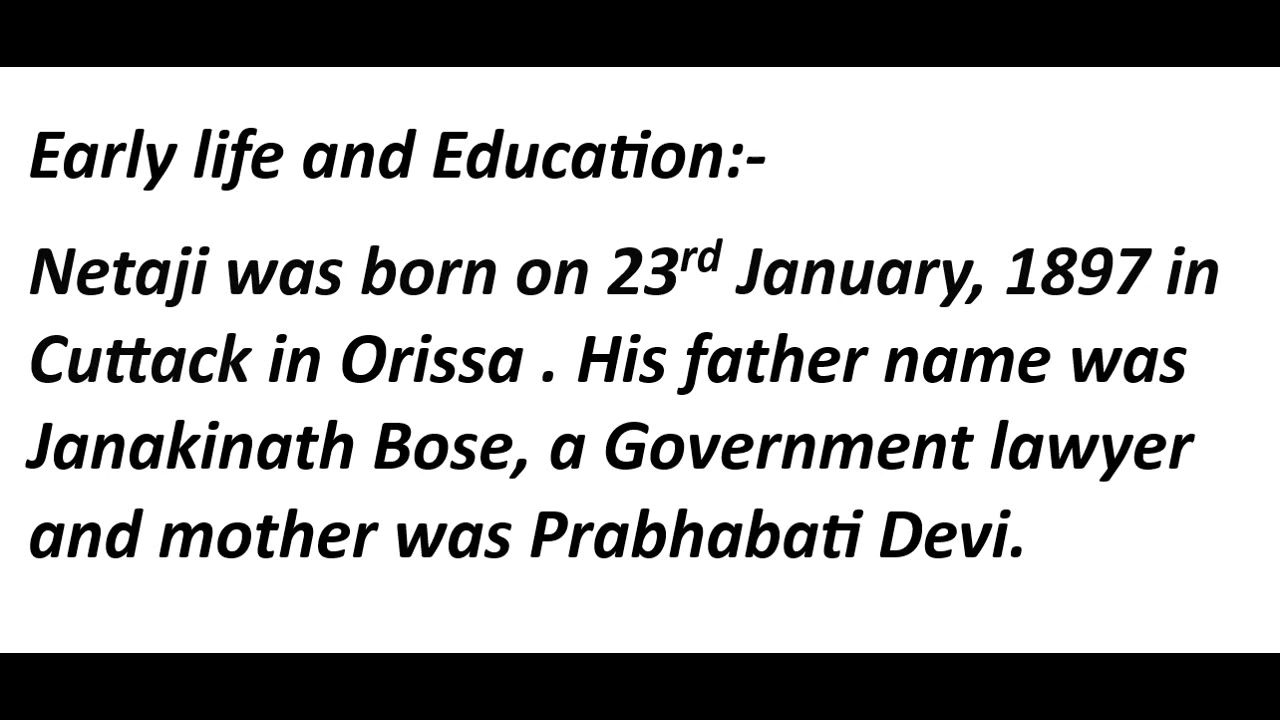 Early life and Education:-
Netaji was born on 23rd January, 1897 in
Cuttack in Orissa . His father name was
Janakinath Bose, a Government lawyer
and mother was Prabhabati Devi.